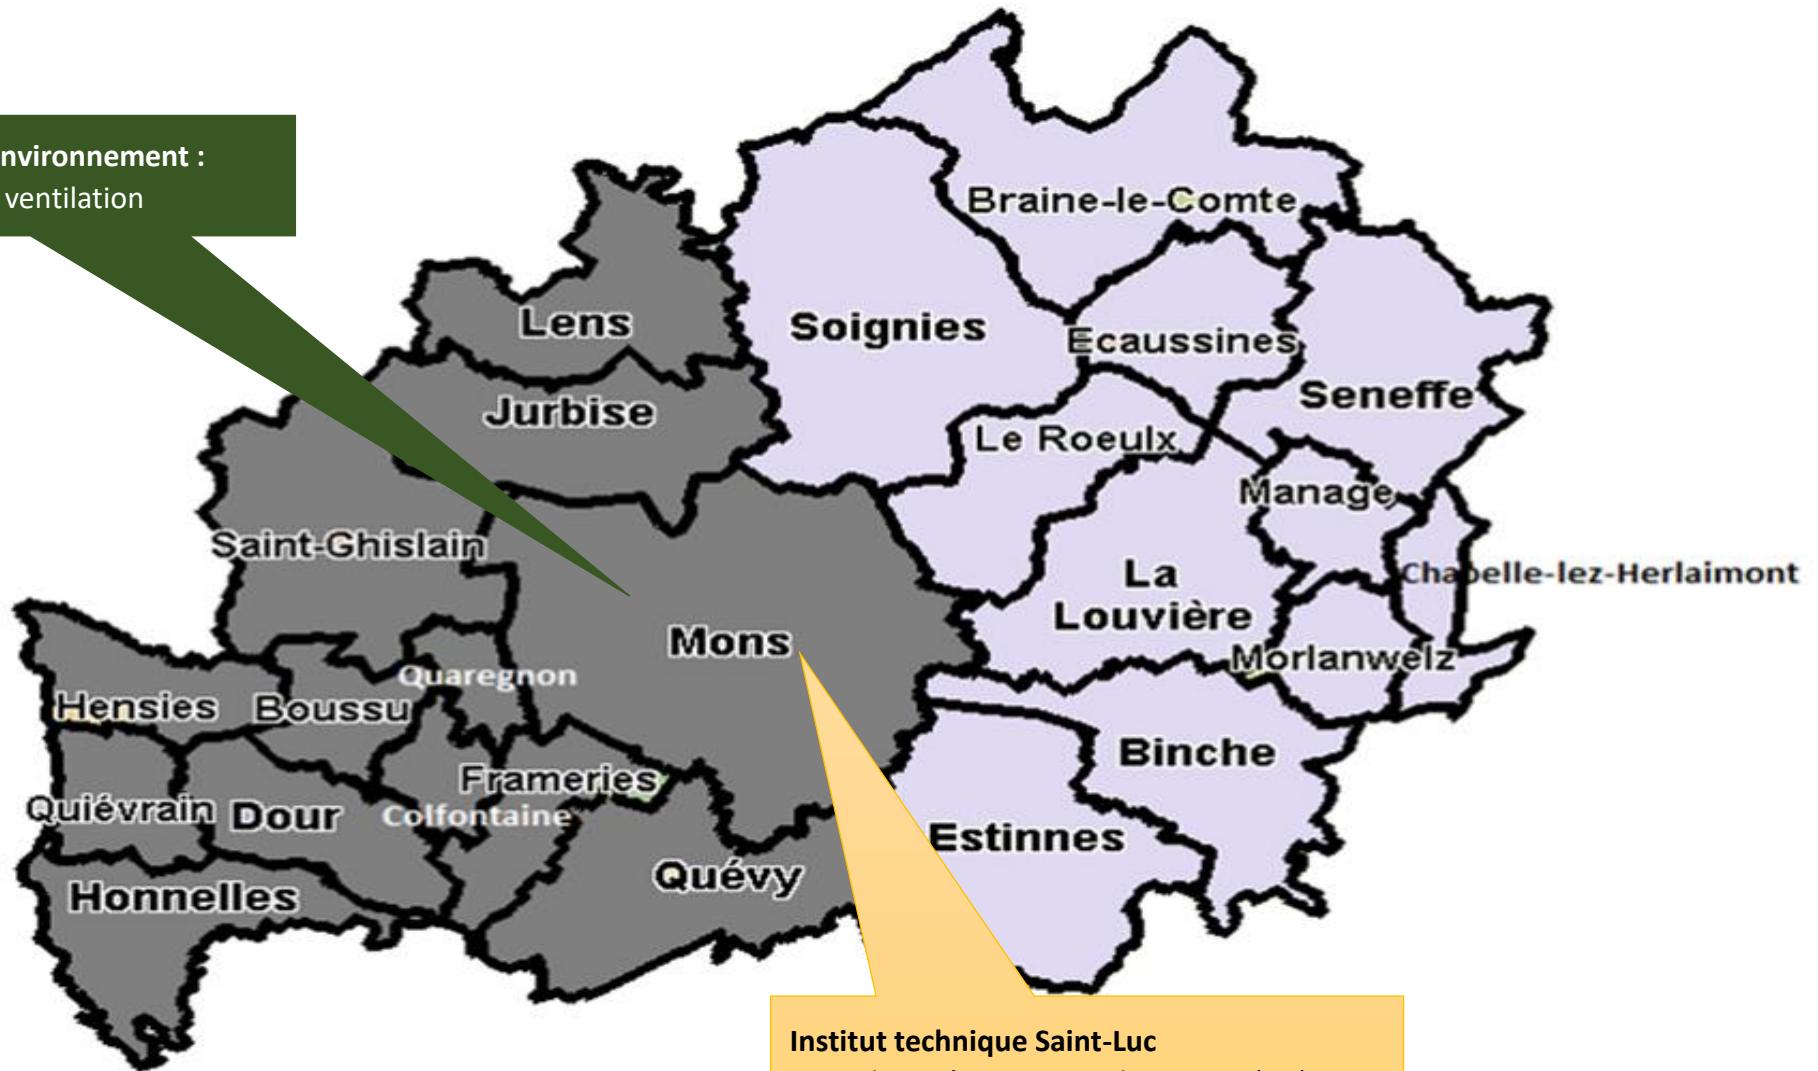 nvironnement :
ventilation
Braine-le-Comte
Lens
Soignies
Ecaussines
Seneffe
Jurbise
Le Roeulx
Manage
Saint-Ghislain
La
Louvière
Chapelle-lez-Herlaimont
Mons
Morlanwelz
Quaregnon
Hensies
Boussu
Binche
Frameries
Quiévrain
Dour
Colfontaine
Estinnes
Quévy
Honnelles
Institut technique Saint-Luc